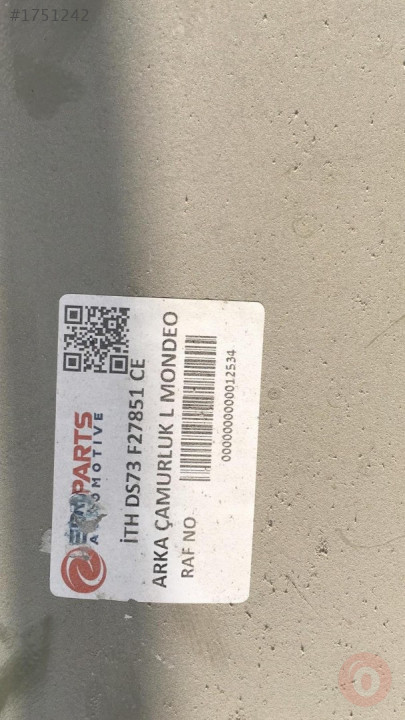 #1751242
PARTS
AUTOMOTIVE
İTH DS73 F27851 CE
ARKA ÇAMURLUK L MONDEO
RAF NO
0000000000012534